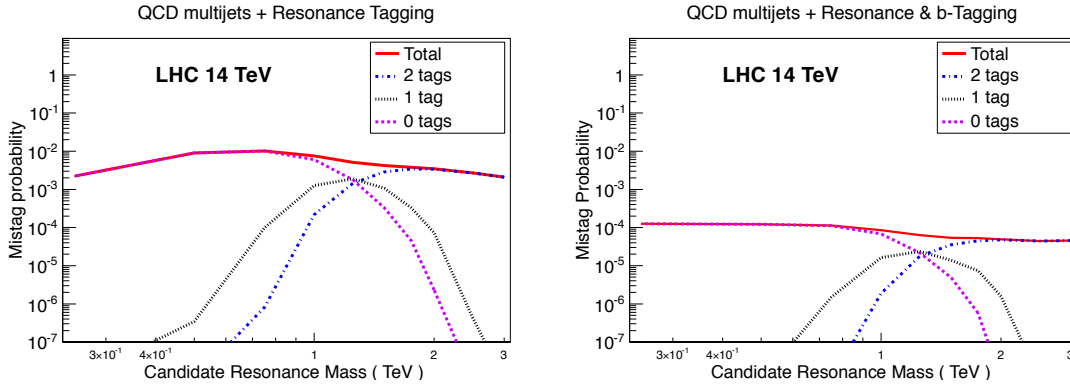 QCD multijets + Resonance Tagging
LHC 14 TeV
Total
2 tags
1 tag
0 tags
Mistag probability
1
10⁻¹
10⁻²
10⁻³
10⁻⁴
10⁻⁵
10⁻⁶
10⁻⁷
3×10⁻¹ 4×10⁻¹ 1 2 3
Candidate Resonance Mass ( TeV )
QCD multijets + Resonance & b-Tagging
LHC 14 TeV
Total
2 tags
1 tag
0 tags
Mistag Probability
1
10⁻¹
10⁻²
10⁻³
10⁻⁴
10⁻⁵
10⁻⁶
10⁻⁷
3×10⁻¹ 4×10⁻¹ 1 2 3
Candidate Resonance Mass ( TeV )